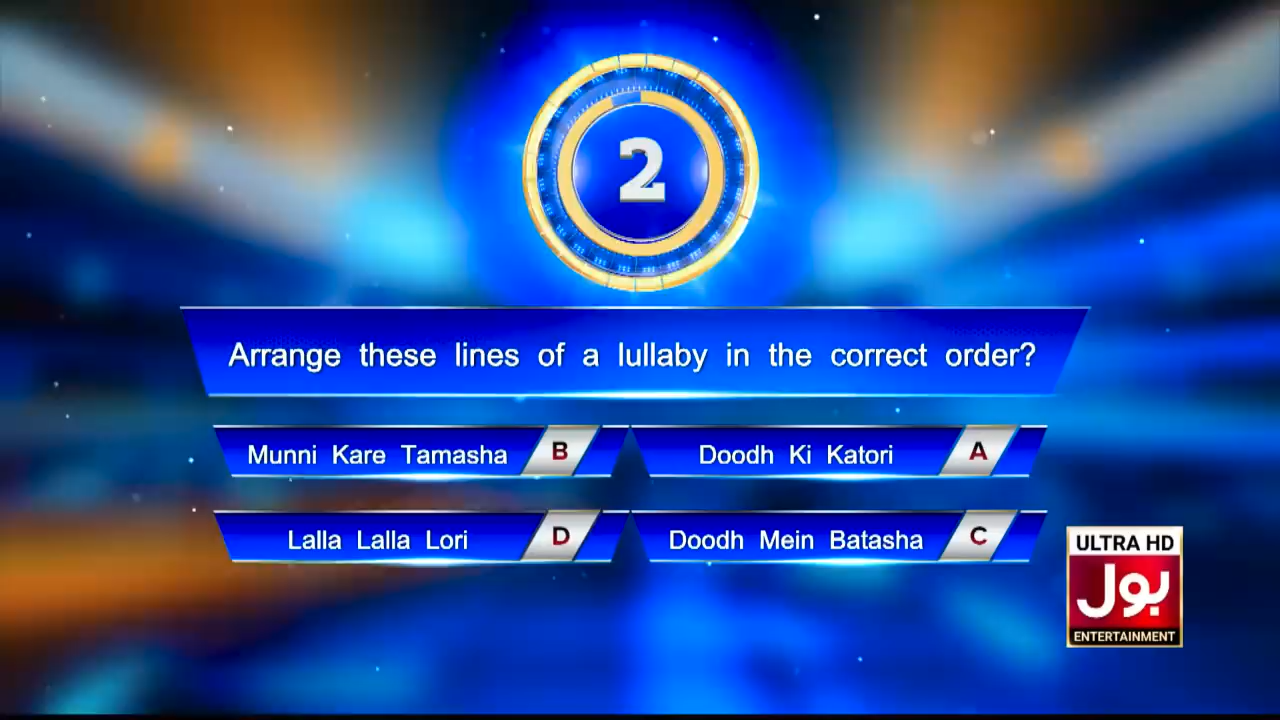 2
Arrange these lines of a lullaby in the correct order?
Munni Kare Tamasha B
Doodh Ki Katori A
Lalla Lalla Lori D
Doodh Mein Batasha C
ULTRA HD
بول
ENTERTAINMENT